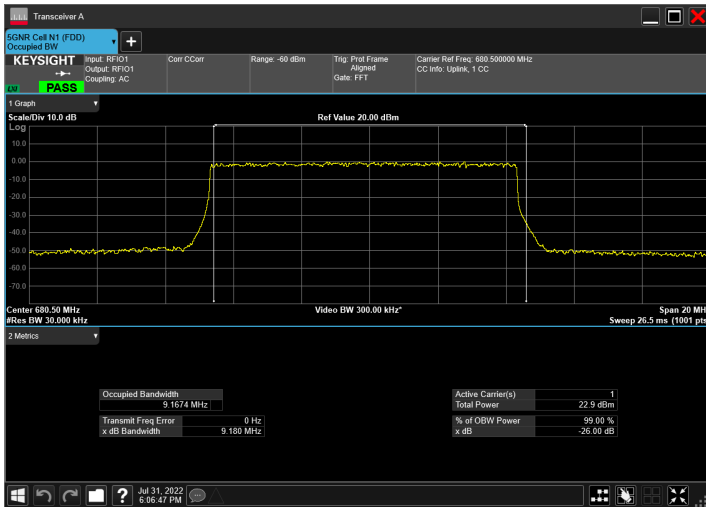 Transceiver A
5GNR Cell N1 (FDD)
Occupied BW
+
KEYSIGHT
LXI
PASS
Input: RFIO1
Output: RFIO1
Coupling: AC
Corr CCorr
Range: -60 dBm
Trig: Prot Frame
Aligned
Gate: FFT
Carrier Ref Freq: 680.500000 MHz
CC Info: Uplink, 1 CC
1 Graph
Scale/Div 10.0 dB
Ref Value 20.00 dBm
Log
10.0
0.00
-10.0
-20.0
-30.0
-40.0
-50.0
-60.0
-70.0
Center 680.50 MHz
Video BW 300.00 kHz*
Span 20 MH
#Res BW 30.000 kHz
Sweep 26.5 ms (1001 pts
2 Metrics
Occupied Bandwidth
9.1674 MHz
Transmit Freq Error 0 Hz
x dB Bandwidth 9.180 MHz
Active Carrier(s) 1
Total Power 22.9 dBm
% of OBW Power 99.00 %
x dB -26.00 dB
?
Jul 31, 2022
6:06:47 PM